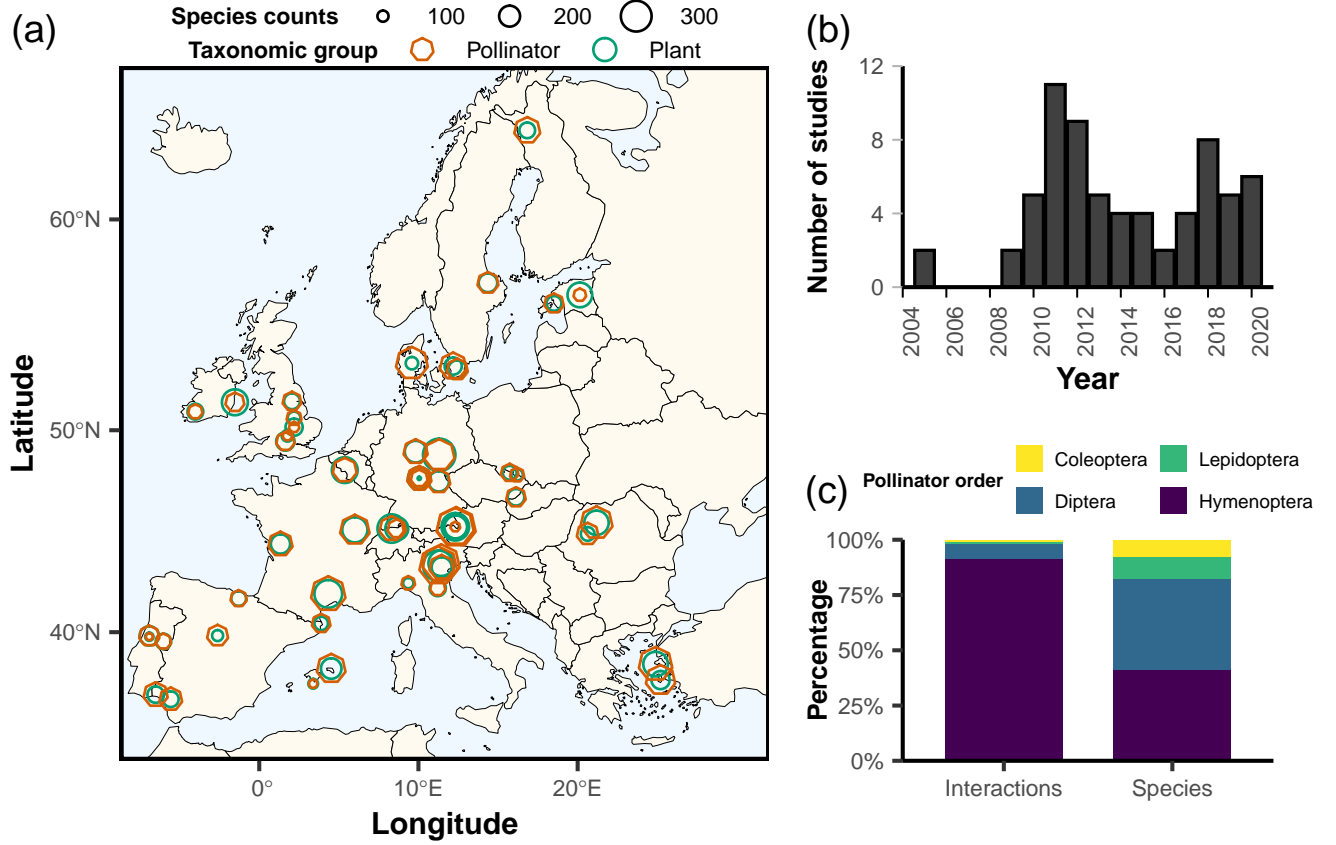 (a)
Species counts 100 200 300
Taxonomic group Pollinator Plant
60°N
50°N
40°N
Latitude
0°
10°E
20°E
Longitude
(b)
12
8
4
0
Number of studies
2004
2006
2008
2010
2012
2014
2016
2018
2020
Year
(c)
Pollinator order
Coleoptera
Lepidoptera
Diptera
Hymenoptera
100%
75%
50%
25%
0%
Percentage
Interactions
Species